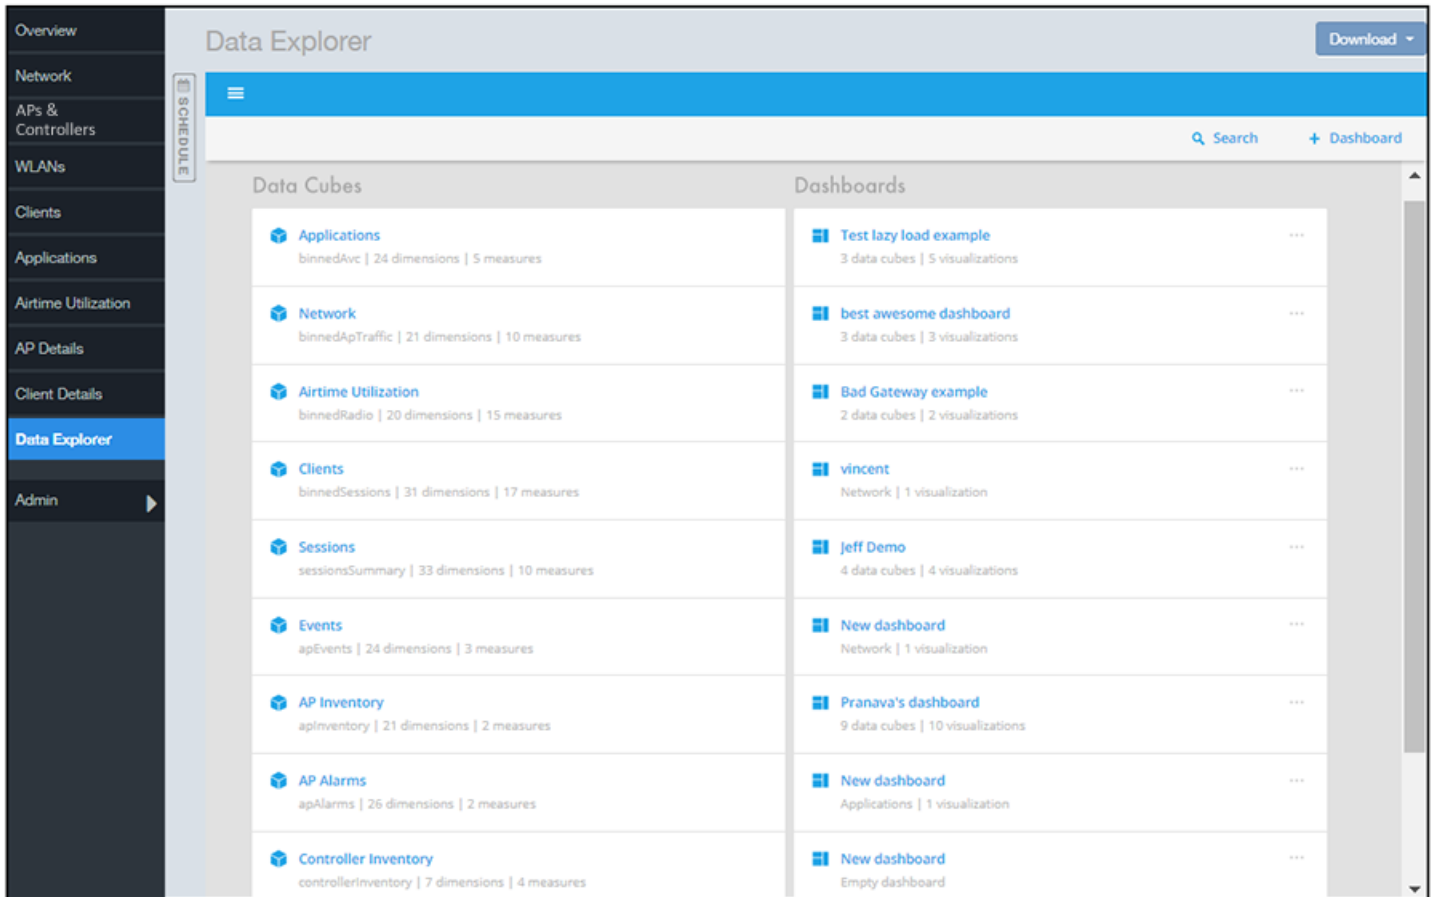 Overview
Network
APs &
Controllers
WLANs
Clients
Applications
Airtime Utilization
AP Details
Client Details
Data Explorer
Admin
SCHEDULE
Data Explorer
Download
Search
+ Dashboard
Data Cubes
Applications
binnedAvc | 24 dimensions | 5 measures
Network
binnedApTraffic | 21 dimensions | 10 measures
Airtime Utilization
binnedRadio | 20 dimensions | 15 measures
Clients
binnedSessions | 31 dimensions | 17 measures
Sessions
sessionsSummary | 33 dimensions | 10 measures
Events
apEvents | 24 dimensions | 3 measures
AP Inventory
apInventory | 21 dimensions | 2 measures
AP Alarms
apAlarms | 26 dimensions | 2 measures
Controller Inventory
controllerInventory | 7 dimensions | 4 measures
Dashboards
Test lazy load example
3 data cubes | 5 visualizations
best awesome dashboard
3 data cubes | 3 visualizations
Bad Gateway example
2 data cubes | 2 visualizations
vincent
Network | 1 visualization
Jeff Demo
4 data cubes | 4 visualizations
New dashboard
Network | 1 visualization
Pranava's dashboard
9 data cubes | 10 visualizations
New dashboard
Applications | 1 visualization
New dashboard
Empty dashboard